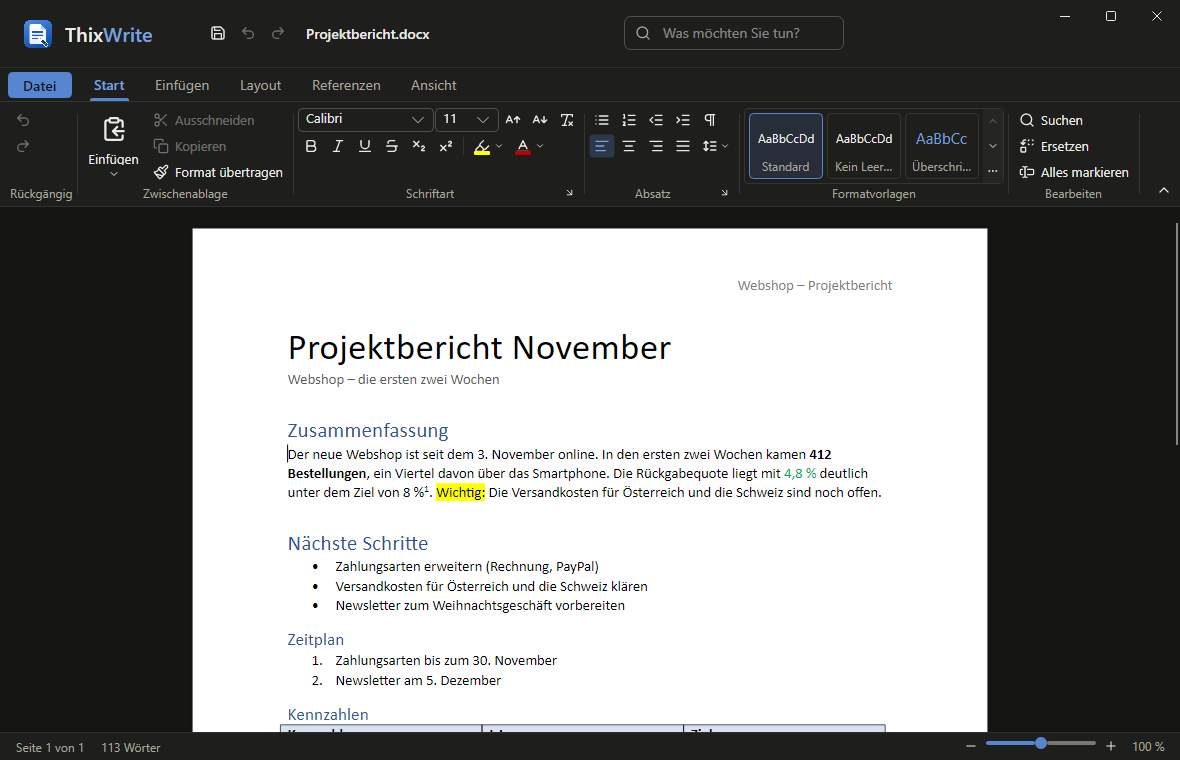 ThixWrite
Projektbericht.docx
Was möchten Sie tun?
Datei
Start
Einfügen
Layout
Referenzen
Ansicht
Einfügen
Ausschneiden
Kopieren
Format übertragen
Calibri
11
AaBbCcDd
Standard
AaBbCcDd
Kein Leer...
AaBbCc
Überschri...
Suchen
Ersetzen
Alles markieren
Rückgängig
Zwischenablage
Schriftart
Absatz
Formatvorlagen
Bearbeiten
Webshop – Projektbericht
Projektbericht November
Webshop – die ersten zwei Wochen
Zusammenfassung
Der neue Webshop ist seit dem 3. November online. In den ersten zwei Wochen kamen 412
Bestellungen, ein Viertel davon über das Smartphone. Die Rückgabequote liegt mit 4,8 % deutlich
unter dem Ziel von 8 %¹. Wichtig: Die Versandkosten für Österreich und die Schweiz sind noch offen.
Nächste Schritte
• Zahlungsarten erweitern (Rechnung, PayPal)
• Versandkosten für Österreich und die Schweiz klären
• Newsletter zum Weihnachtsgeschäft vorbereiten
Zeitplan
1. Zahlungsarten bis zum 30. November
2. Newsletter am 5. Dezember
Kennzahlen
Seite 1 von 1
113 Wörter
100 %